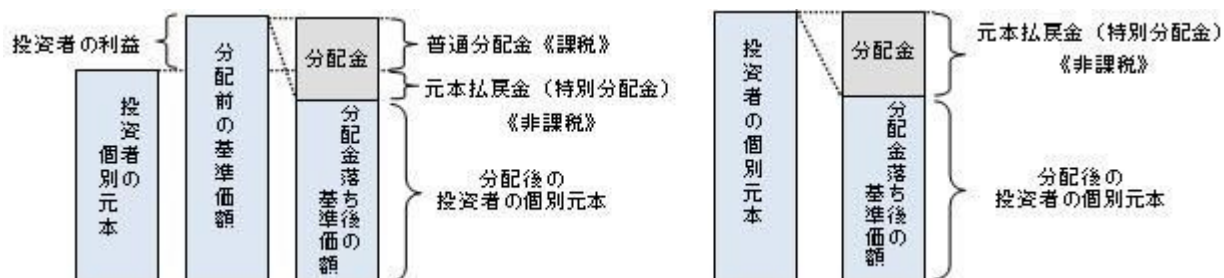 投資者の利益
投資者の
個別元本
分配前の基準価額
分配金
分配金落ち後の
基準価額
普通分配金《課税》
元本払戻金（特別分配金）
《非課税》
分配後の
投資者の個別元本
投資者の個別元本
分配金
分配金落ち後の
基準価額
元本払戻金（特別分配金）
《非課税》
分配後の
投資者の個別元本